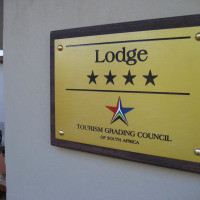 Lodge
★★★★
TOURISM GRADING COUNCIL
OF SOUTH AFRICA